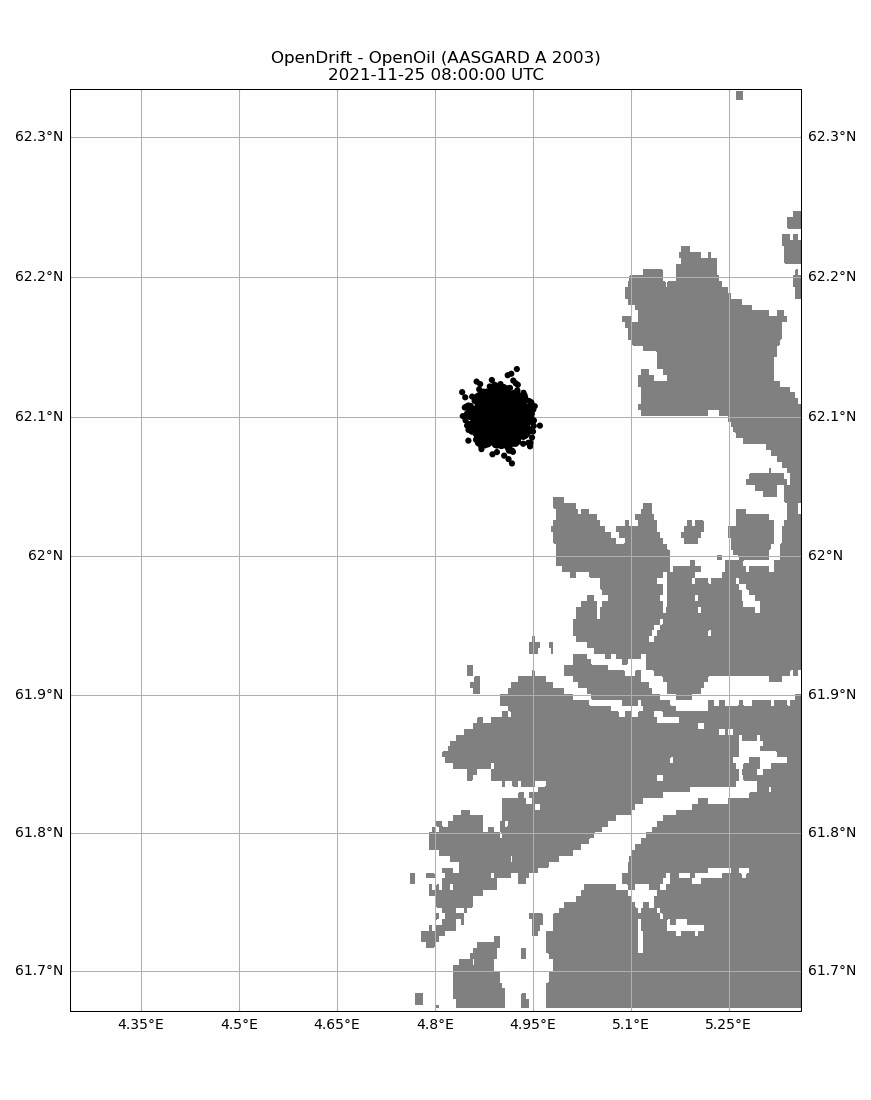 OpenDrift - OpenOil (AASGARD A 2003)
2021-11-25 08:00:00 UTC
62.3°N 62.3°N
62.2°N 62.2°N
62.1°N 62.1°N
62°N 62°N
61.9°N 61.9°N
61.8°N 61.8°N
61.7°N 61.7°N
4.35°E 4.5°E 4.65°E 4.8°E 4.95°E 5.1°E 5.25°E